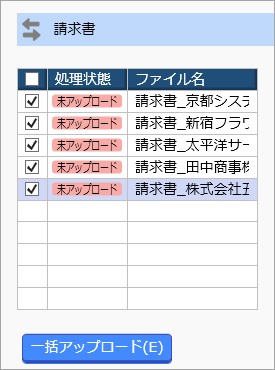 請求書
処理状態 ファイル名
未アップロード 請求書_京都シス
未アップロード 請求書_新宿フラ
未アップロード 請求書_太平洋サー
未アップロード 請求書_田中商事
未アップロード 請求書_株式会社
一括アップロード(E)